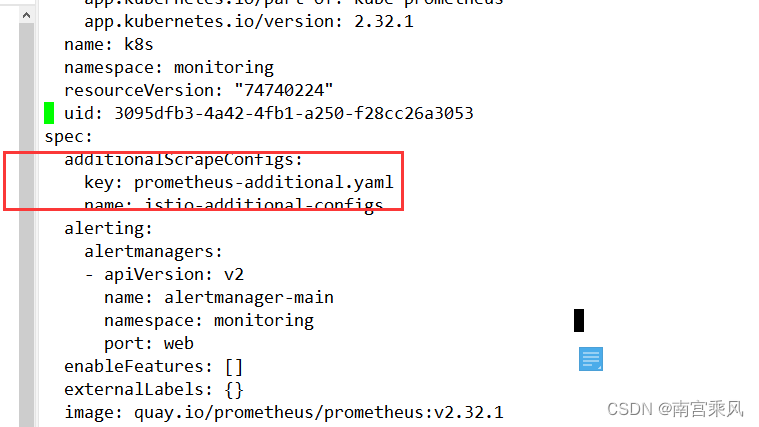 app.kubernetes.io/part-of: kube-prometheus
app.kubernetes.io/version: 2.32.1
name: k8s
namespace: monitoring
resourceVersion: "74740224"
uid: 3095dfb3-4a42-4fb1-a250-f28cc26a3053
spec:
additionalScrapeConfigs:
key: prometheus-additional.yaml
name: istio-additional-configs
alerting:
alertmanagers:
- apiVersion: v2
name: alertmanager-main
namespace: monitoring
port: web
enableFeatures: []
externalLabels: {}
image: quay.io/prometheus/prometheus:v2.32.1
CSDN @南宫乘风